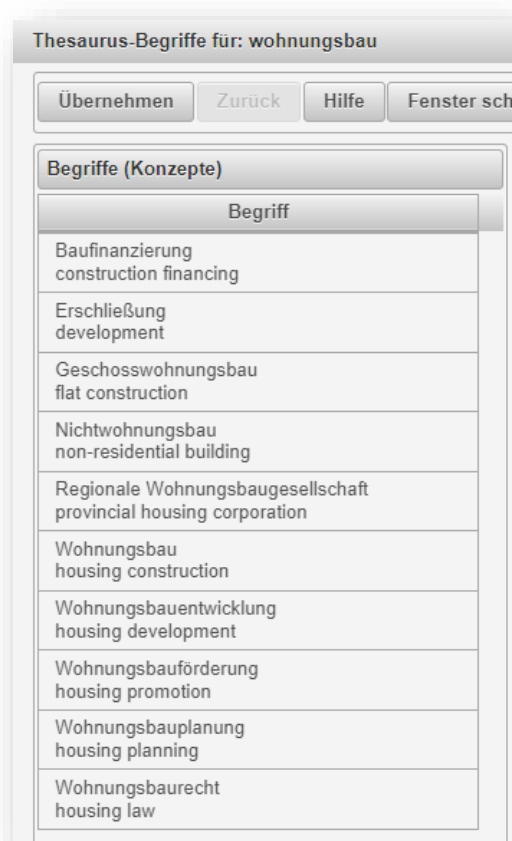 Thesaurus-Begriffe für: wohnungsbau
Übernehmen Zurück Hilfe Fenster sch
Begriffe (Konzepte)
Begriff
Baufinanzierung
construction financing
Erschließung
development
Geschosswohnungsbau
flat construction
Nichtwohnungsbau
non-residential building
Regionale Wohnungsbaugesellschaft
provincial housing corporation
Wohnungsbau
housing construction
Wohnungsbauentwicklung
housing development
Wohnungsbauförderung
housing promotion
Wohnungsbauplanung
housing planning
Wohnungsbaurecht
housing law